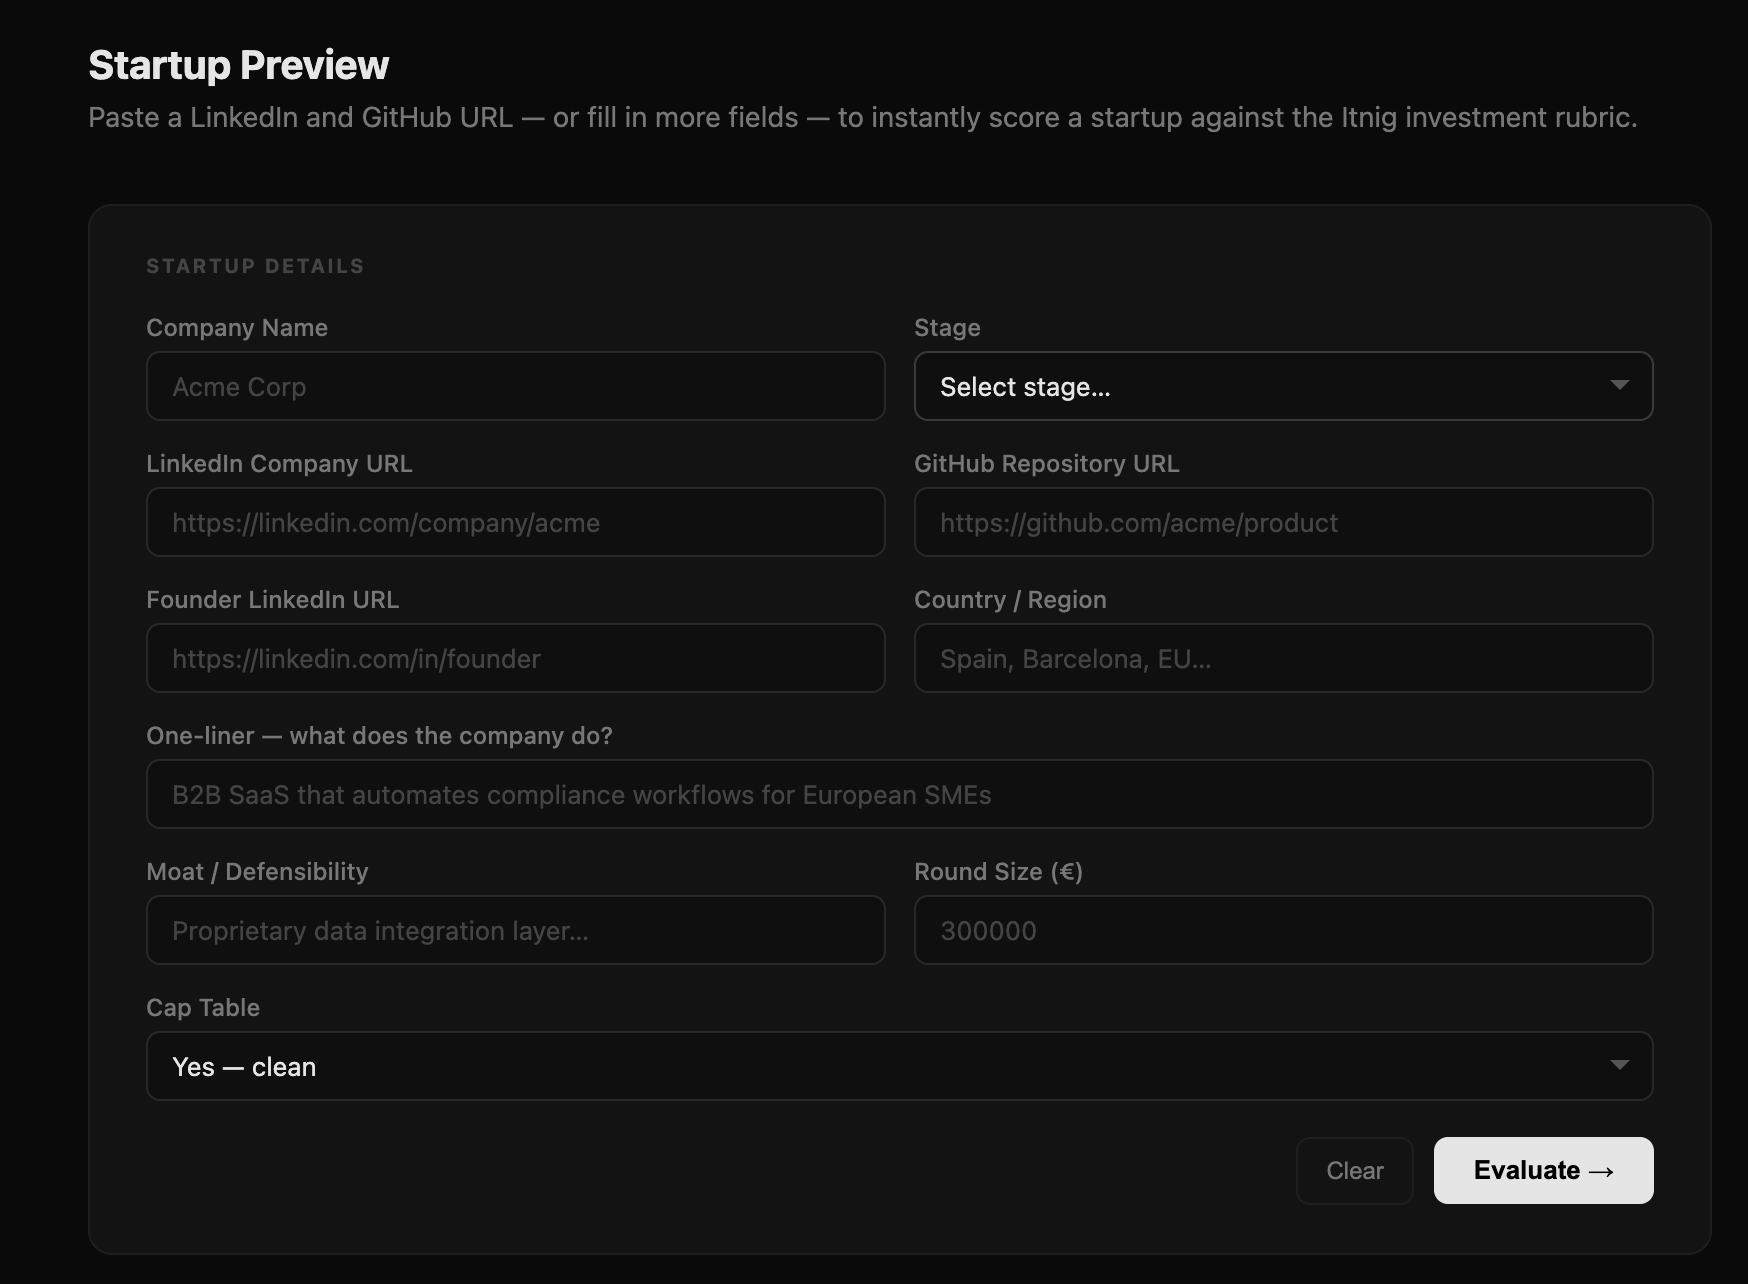 Startup Preview
Paste a LinkedIn and GitHub URL — or fill in more fields — to instantly score a startup against the Itnig investment rubric.
STARTUP DETAILS
Company Name
Acme Corp
Stage
Select stage...
LinkedIn Company URL
https://linkedin.com/company/acme
GitHub Repository URL
https://github.com/acme/product
Founder LinkedIn URL
https://linkedin.com/in/founder
Country / Region
Spain, Barcelona, EU...
One-liner — what does the company do?
B2B SaaS that automates compliance workflows for European SMEs
Moat / Defensibility
Proprietary data integration layer...
Round Size (€)
300000
Cap Table
Yes — clean
Clear
Evaluate →